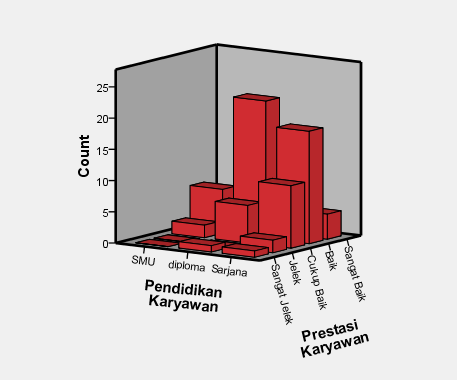 25
20
15
10
5
0
Count
SMU
diploma
Sarjana
Pendidikan
Karyawan
Sangat Jelek
Jelek
Cukup Baik
Baik
Sangat Baik
Prestasi
Karyawan